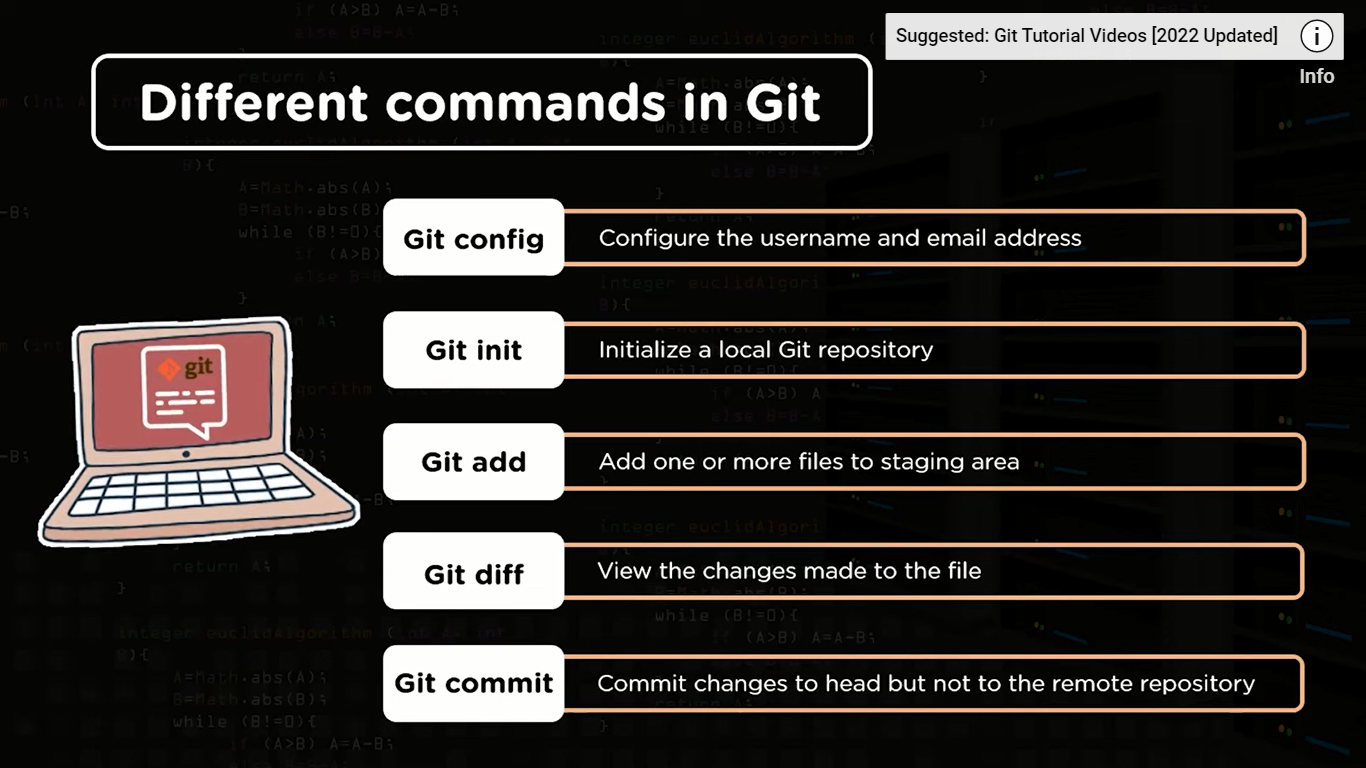 Suggested: Git Tutorial Videos [2022 Updated]
i
Info
Different commands in Git
Git config
Configure the username and email address
Git init
Initialize a local Git repository
git
Git add
Add one or more files to staging area
Git diff
View the changes made to the file
Git commit
Commit changes to head but not to the remote repository